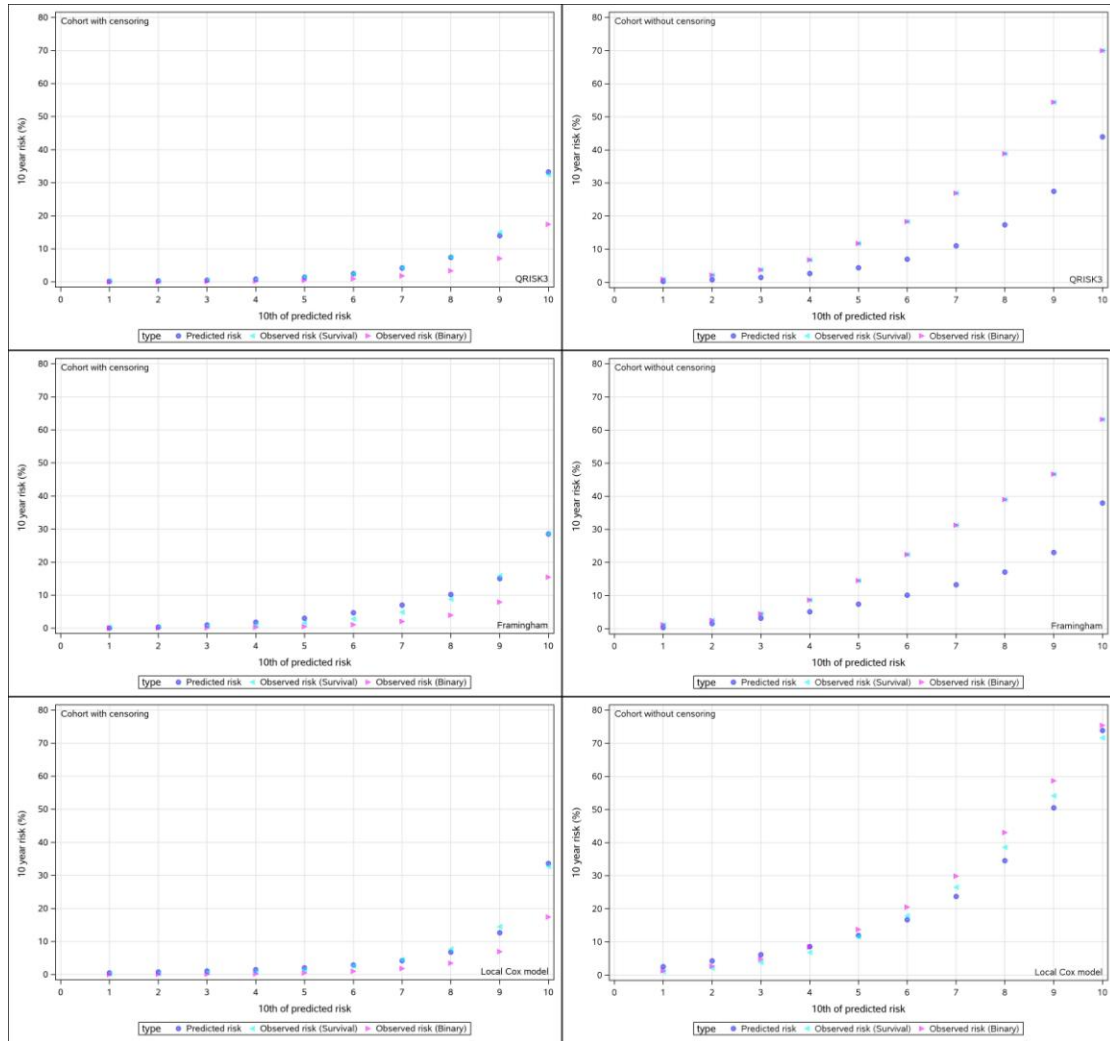 Cohort with censoring
10 year risk (%)
80
70
60
50
40
30
20
10
0
QRISK3
0 1 2 3 4 5 6 7 8 9 10
10th of predicted risk
type Predicted risk Observed risk (Survival) Observed risk (Binary)
Cohort without censoring
10 year risk (%)
80
70
60
50
40
30
20
10
0
QRISK3
0 1 2 3 4 5 6 7 8 9 10
10th of predicted risk
type Predicted risk Observed risk (Survival) Observed risk (Binary)
Cohort with censoring
10 year risk (%)
80
70
60
50
40
30
20
10
0
Framingham
0 1 2 3 4 5 6 7 8 9 10
10th of predicted risk
type Predicted risk Observed risk (Survival) Observed risk (Binary)
Cohort without censoring
10 year risk (%)
80
70
60
50
40
30
20
10
0
Framingham
0 1 2 3 4 5 6 7 8 9 10
10th of predicted risk
type Predicted risk Observed risk (Survival) Observed risk (Binary)
Cohort with censoring
10 year risk (%)
80
70
60
50
40
30
20
10
0
Local Cox model
0 1 2 3 4 5 6 7 8 9 10
10th of predicted risk
type Predicted risk Observed risk (Survival) Observed risk (Binary)
Cohort without censoring
10 year risk (%)
80
70
60
50
40
30
20
10
0
Local Cox model
0 1 2 3 4 5 6 7 8 9 10
10th of predicted risk
type Predicted risk Observed risk (Survival) Observed risk (Binary)